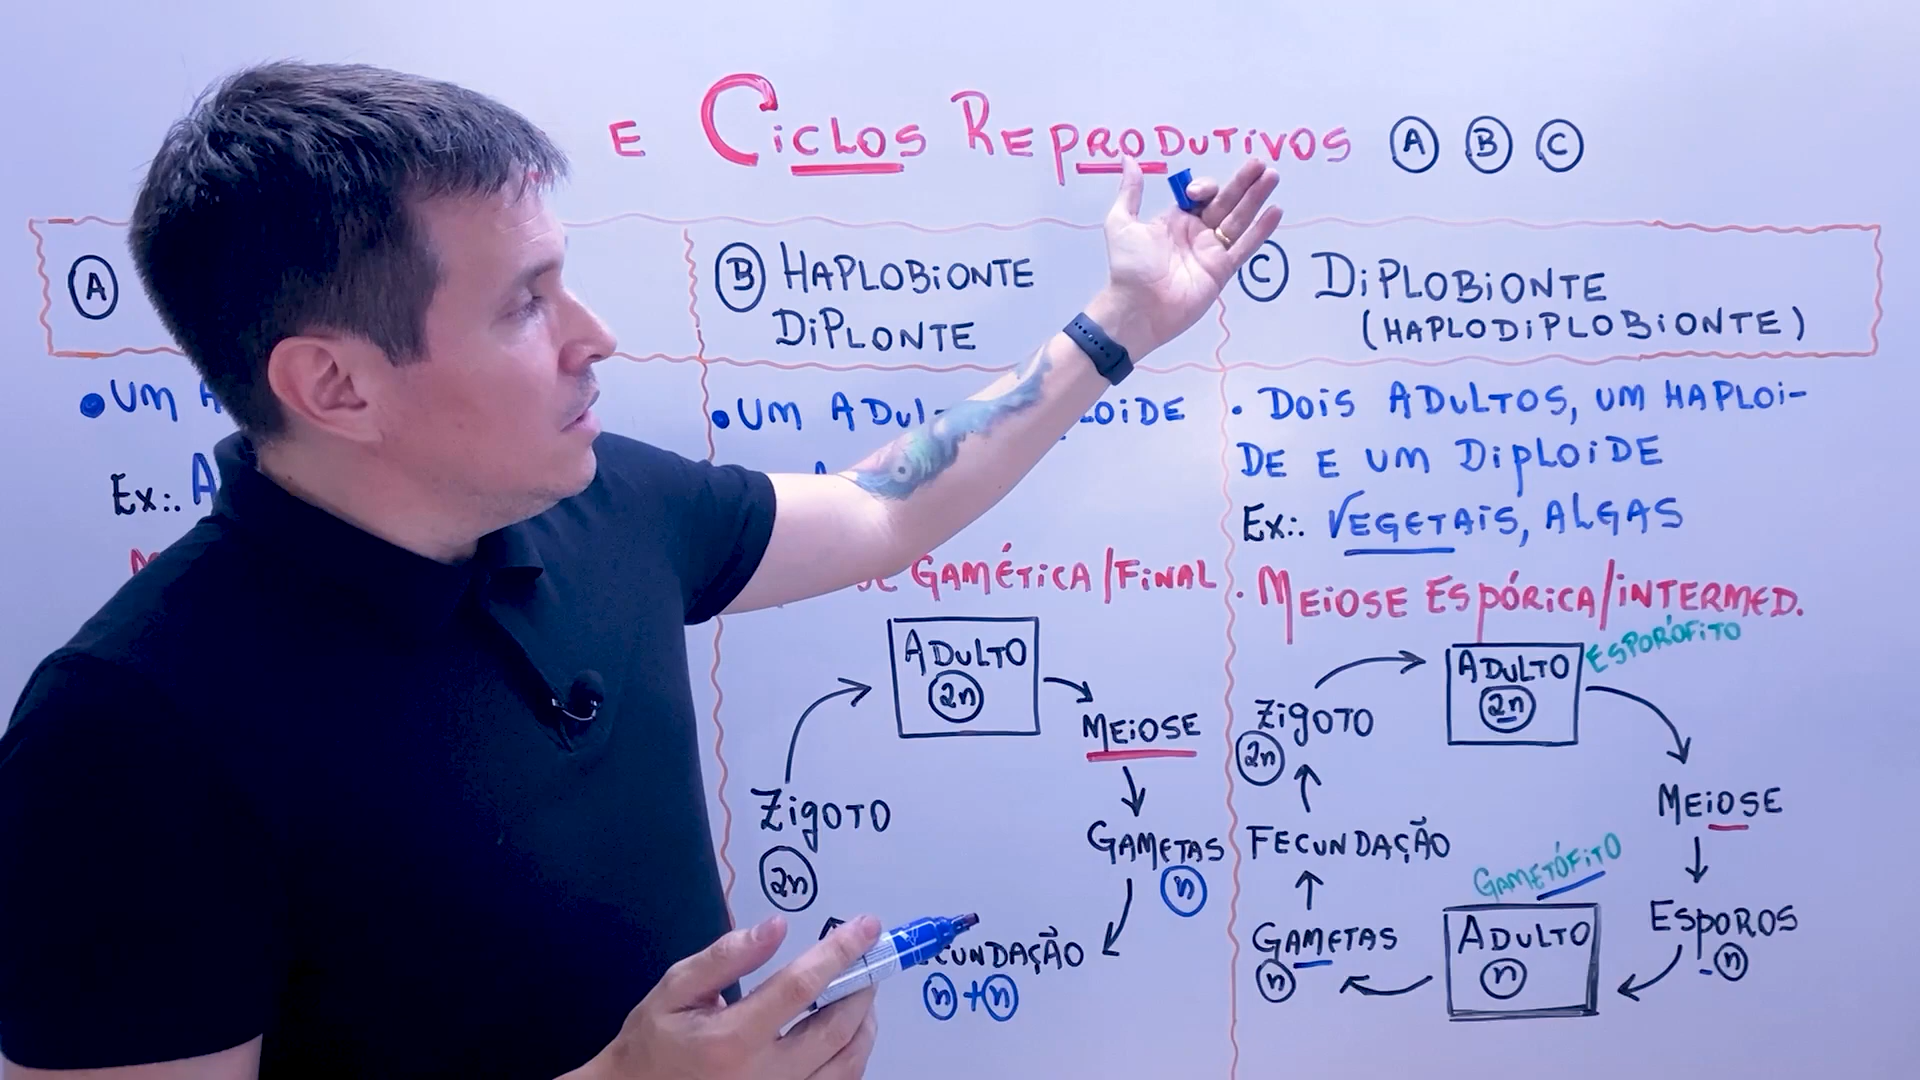 E CICLOS REPRODUTIVOS A B C
A
B HAPLOBIONTE
DIPLONTE
C DIPLOBIONTE
(HAPLODIPLOBIONTE)
• UM A
Ex.: A
• UM ADUL LOIDE
SE GAMÉTICA/FINAL
ADULTO
2n
MEIOSE
GAMETAS
n
CUNDAÇÃO
n + n
ZIGOTO
2n
• DOIS ADULTOS, UM HAPLOI-
DE E UM DIPLOIDE
Ex.: VEGETAIS, ALGAS
• MEIOSE ESPÓRICA/INTERMED.
ADULTO ESPORÓFITO
2n
MEIOSE
ESPOROS
n
GAMETÓFITO
ADULTO
n
GAMETAS
n
FECUNDAÇÃO
ZIGOTO
2n